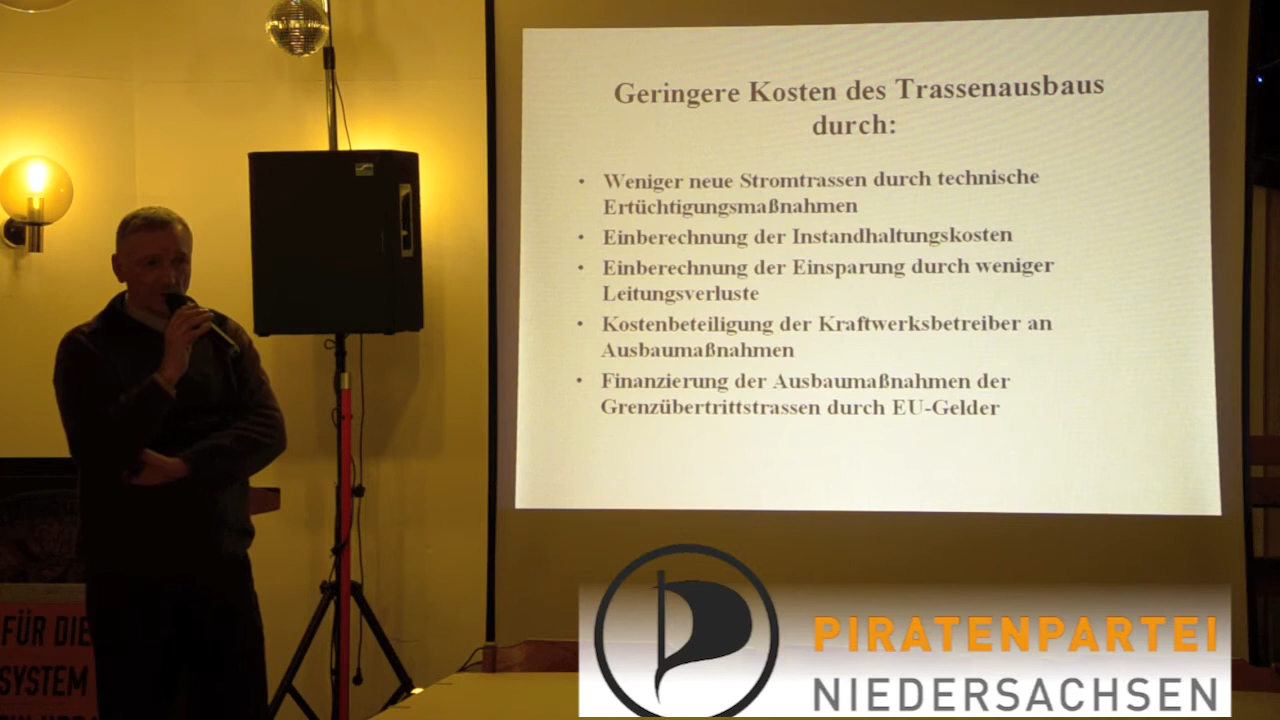 Geringere Kosten des Trassenausbaus
durch:
• Weniger neue Stromtrassen durch technische
Ertüchtigungsmaßnahmen
• Einberechnung der Instandhaltungskosten
• Einberechnung der Einsparung durch weniger
Leitungsverluste
• Kostenbeteiligung der Kraftwerksbetreiber an
Ausbaumaßnahmen
• Finanzierung der Ausbaumaßnahmen der
Grenzübertrittstrassen durch EU-Gelder
FÜR DIE
SYSTEM
PIRATENPARTEI
NIEDERSACHSEN